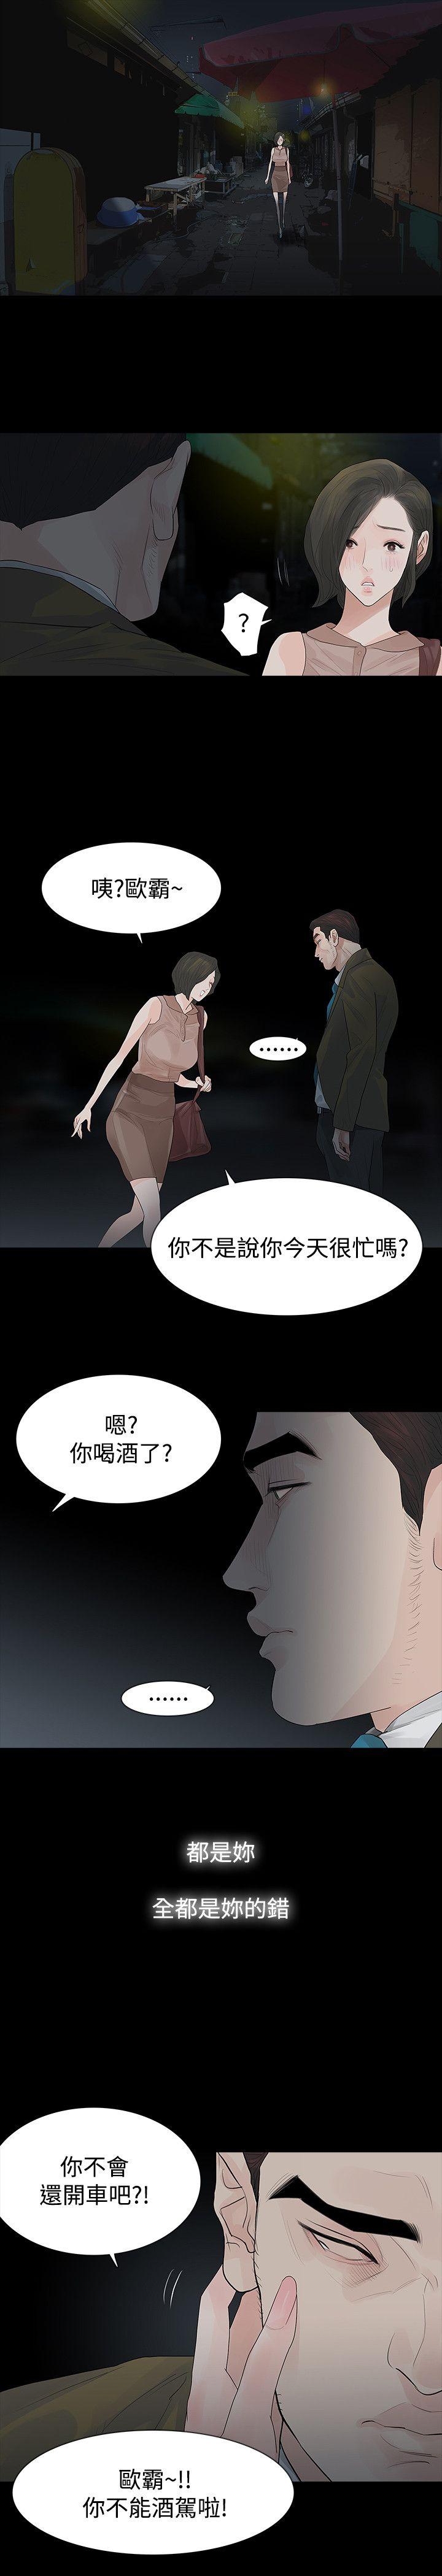 ?
咦?歐霸~
……
你不是說你今天很忙嗎?
嗯?
你喝酒了?
……
都是妳
全都是妳的錯
你不會
還開車吧?!
歐霸~!!
你不能酒駕啦!